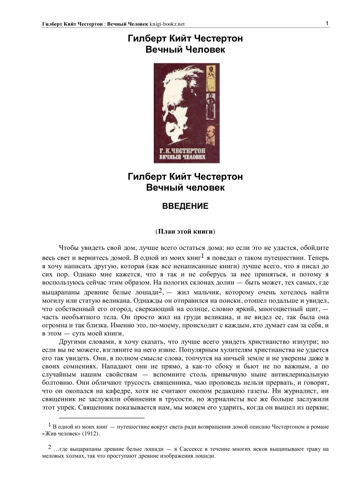 Гилберт Кийт Честертон : Вечный Человек knigi-bookz.net
1
Гилберт Кийт Честертон
Вечный Человек
Г. К. ЧЕСТЕРТОН
ВЕЧНЫЙ ЧЕЛОВЕК
Гилберт Кийт Честертон
Вечный человек
ВВЕДЕНИЕ
(План этой книги)
Чтобы увидеть свой дом, лучше всего остаться дома; но если это не удастся, обойдите
весь свет и вернитесь домой. В одной из моих книг1 я поведал о таком путешествии. Теперь
я хочу написать другую, которая (как все ненаписанные книги) лучше всего, что я писал до
сих пор. Однако мне кажется, что я так и не соберусь за нее приняться, и потому я
воспользуюсь сейчас этим образом. На пологих склонах долин — быть может, тех самых, где
выцарапаны древние белые лошади2, — жил мальчик, которому очень хотелось найти
могилу или статую великана. Однажды он отправился на поиски, отошел подальше и увидел,
что собственный его огород, сверкающий на солнце, словно яркий, многоцветный щит, —
часть необъятного тела. Он просто жил на груди великана, и не видел ее, так была она
огромна и так близка. Именно это, по-моему, происходит с каждым, кто думает сам за себя, и
в этом — суть моей книги.
Другими словами, я хочу сказать, что лучше всего увидеть христианство изнутри; но
если вы не можете, взгляните на него извне. Популярные хулителям христианства не удается
его так увидеть. Они, в полном смысле слова, топчутся на ничьей земле и не уверены даже в
своих сомнениях. Нападают они не прямо, а как-то сбоку и бьют не по важным, а по
случайным нашим свойствам — вспомните столь привычную ныне антиклерикальную
болтовню. Они обличают трусость священника, чью проповедь нельзя прервать, и говорят,
что он окопался на кафедре, хотя не считают окопом редакцию газеты. Ни журналист, ни
священник не заслужили обвинения в трусости, но журналисты все же больше заслужили
этот упрек. Священник показывается нам, мы можем его ударить, когда он вышел из церкви;
1 В одной из моих книг — путешествие вокруг света ради возвращения домой описано Честертоном в романе
«Жив человек» (1912).
2 …где выцарапаны древние белые лошади — в Сассексе в течение многих веков выщипывают траву на
меловых холмах, так что проступают древние изображения лошади.